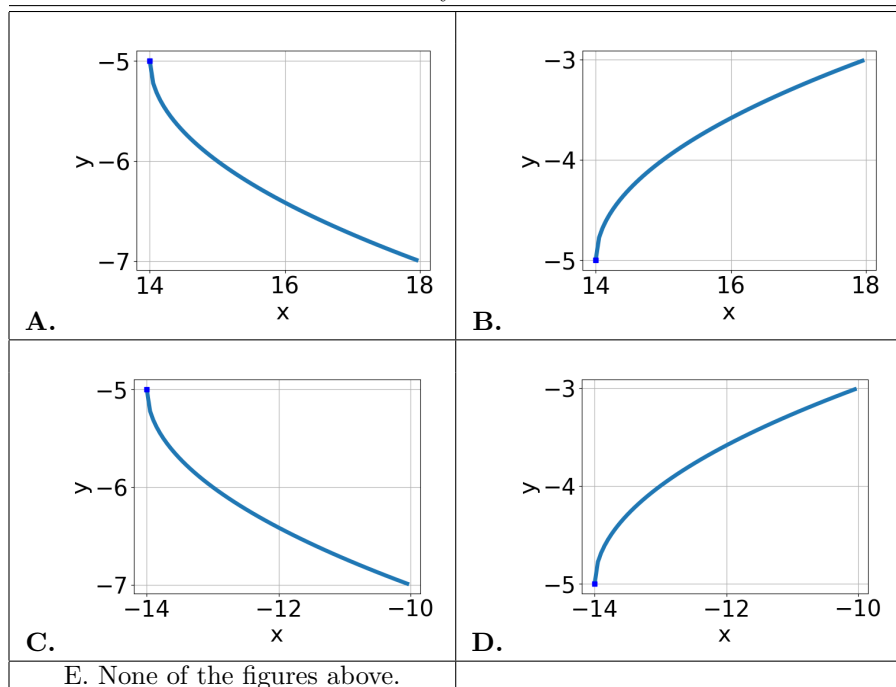 −5
−6
−7
y
14
16
18
x
A.
−3
−4
−5
y
14
16
18
x
B.
−5
−6
−7
y
−14
−12
−10
x
C.
−3
−4
−5
y
−14
−12
−10
x
D.
E. None of the figures above.